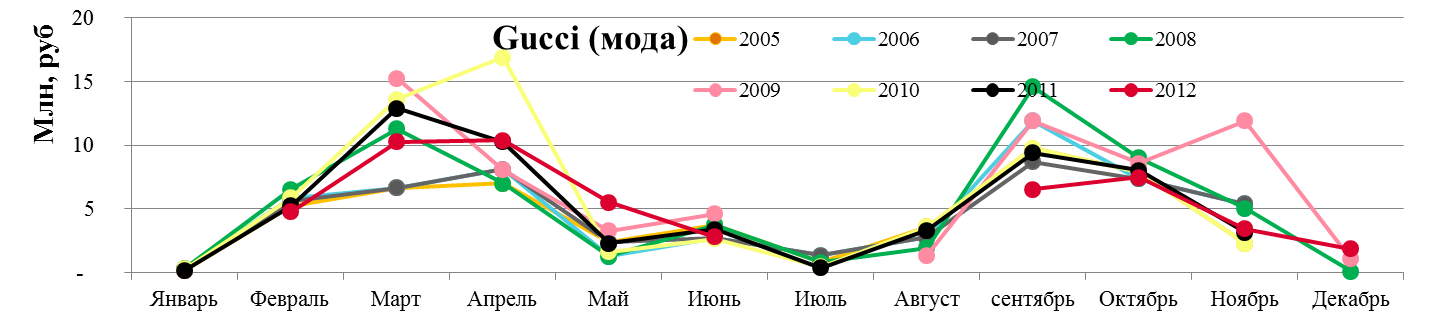 Gucci (мода)
Млн, руб
2005 2006 2007 2008
2009 2010 2011 2012
20
15
10
5
-
Январь Февраль Март Апрель Май Июнь Июль Август сентябрь Октябрь Ноябрь Декабрь